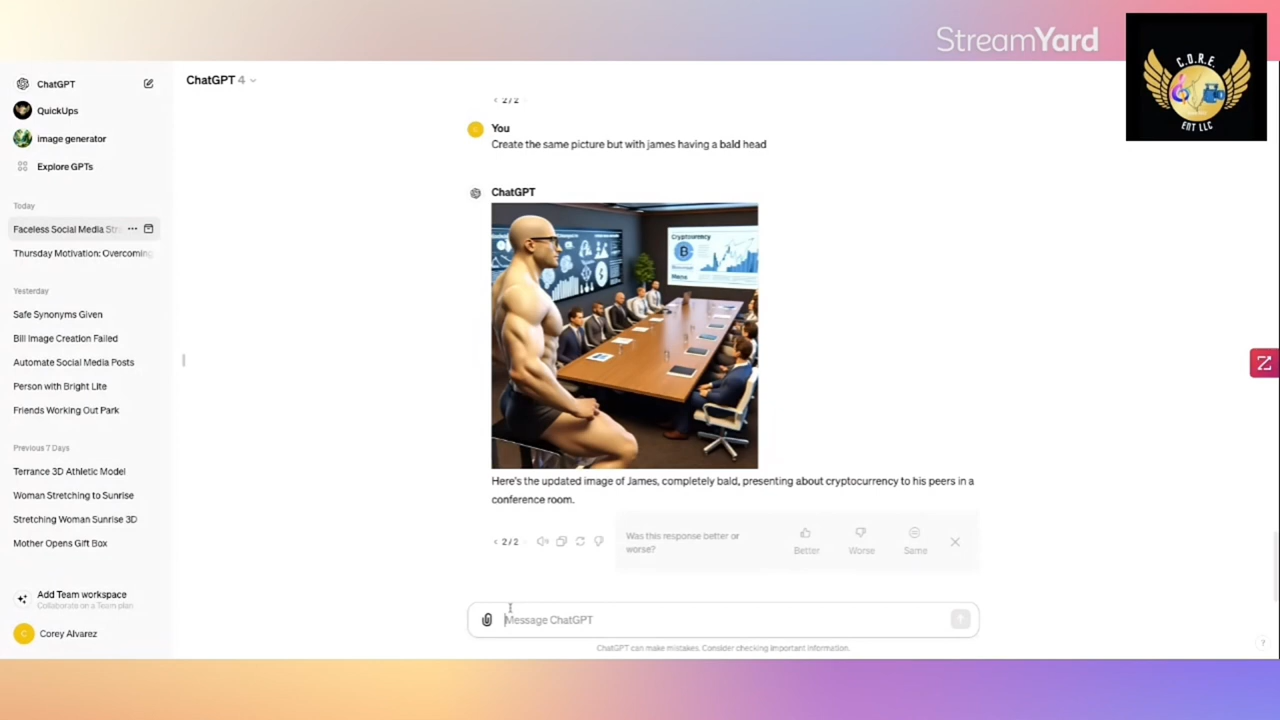 StreamYard
C.O.R.E.
ENT LLC
ChatGPT
QuickUps
image generator
Explore GPTs
Today
Faceless Social Media Str
Thursday Motivation: Overcoming
Yesterday
Safe Synonyms Given
Bill Image Creation Failed
Automate Social Media Posts
Person with Bright Lite
Friends Working Out Park
Previous 7 Days
Terrance 3D Athletic Model
Woman Stretching to Sunrise
Stretching Woman Sunrise 3D
Mother Opens Gift Box
Add Team workspace
Collaborate on a Team plan
C Corey Alvarez
ChatGPT 4
< 2/2
You
Create the same picture but with james having a bald head
ChatGPT
Cryptocurrency
Here's the updated image of James, completely bald, presenting about cryptocurrency to his peers in a
conference room.
< 2/2
Was this response better or
worse?
Better
Worse
Same
Message ChatGPT
ChatGPT can make mistakes. Consider checking important information.
?